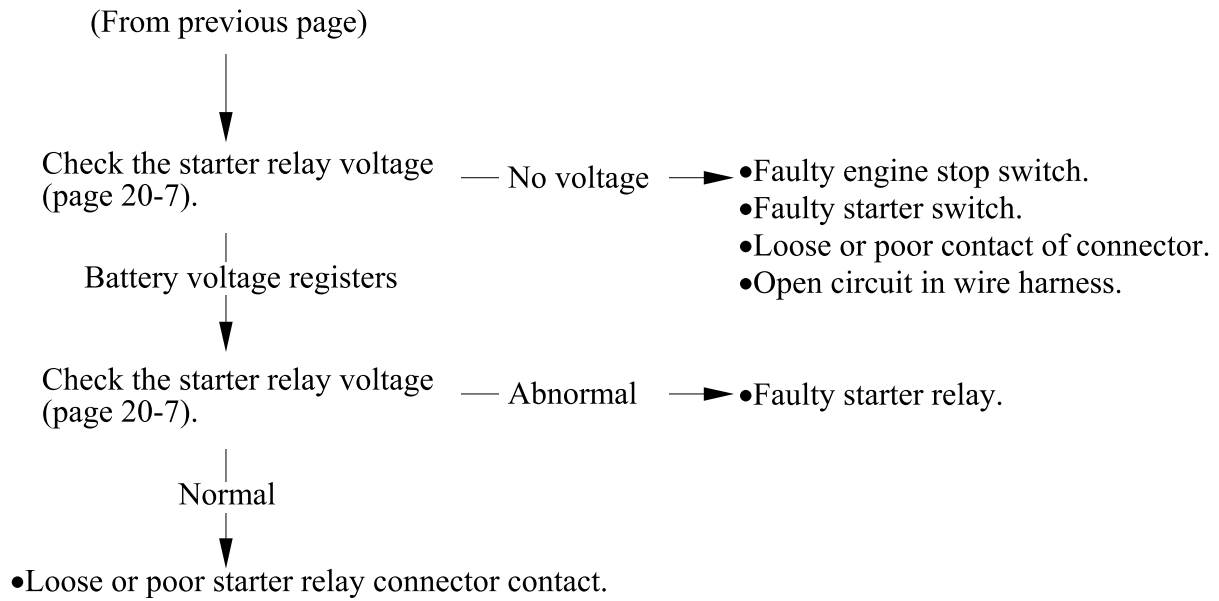 (From previous page)
Check the starter relay voltage
(page 20-7).
No voltage
•Faulty engine stop switch.
•Faulty starter switch.
•Loose or poor contact of connector.
•Open circuit in wire harness.
Battery voltage registers
Check the starter relay voltage
(page 20-7).
Abnormal
•Faulty starter relay.
Normal
•Loose or poor starter relay connector contact.